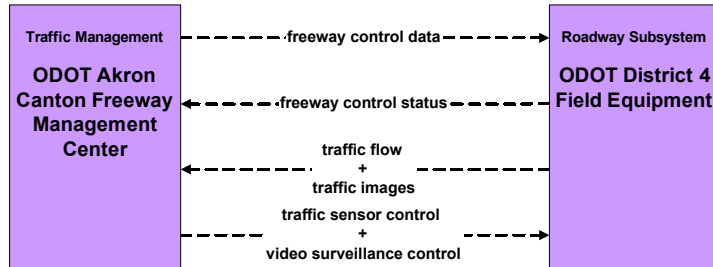 Traffic Management
ODOT Akron
Canton Freeway
Management
Center
freeway control data
freeway control status
traffic flow
+
traffic images
traffic sensor control
+
video surveillance control
Roadway Subsystem
ODOT District 4
Field Equipment